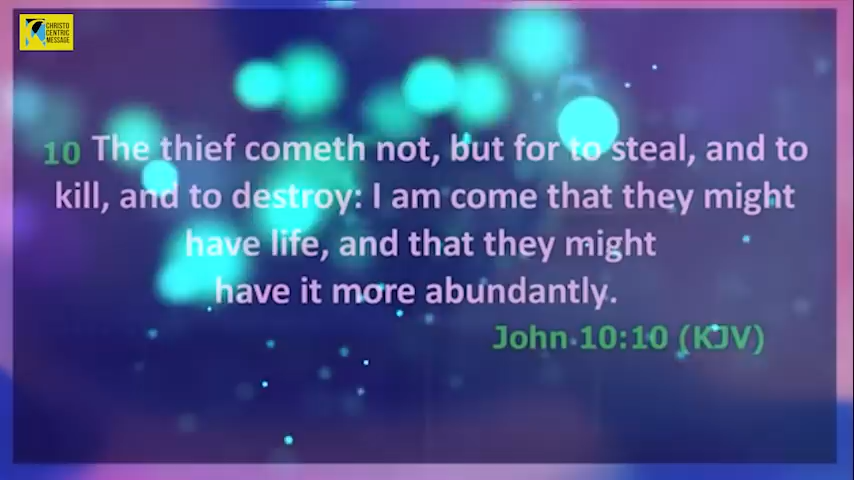 CHRISTO
CENTRIC
MESSAGE
10 The thief cometh not, but for to steal, and to
kill, and to destroy: I am come that they might
have life, and that they might
have it more abundantly.
John 10:10 (KJV)